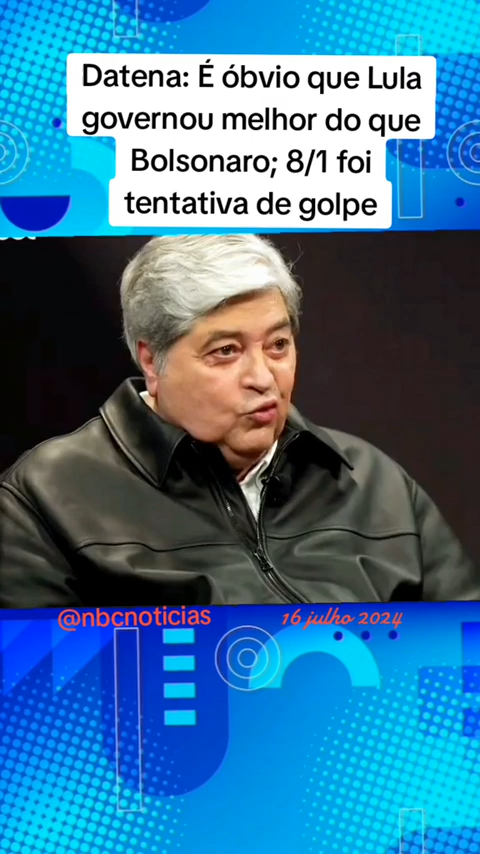 Datena: É óbvio que Lula
governou melhor do que
Bolsonaro; 8/1 foi
tentativa de golpe
@nbcnoticias
16 julho 2024